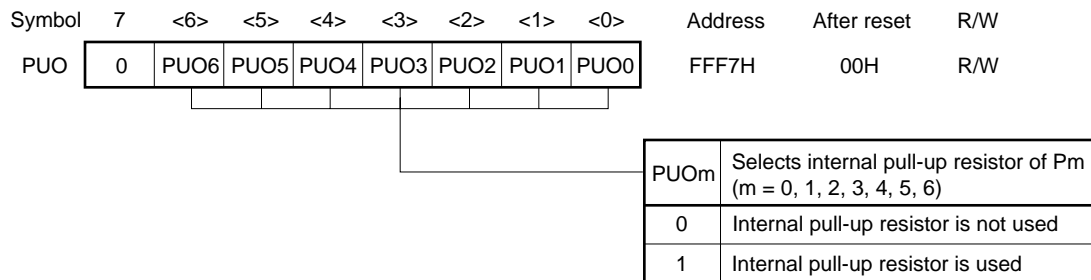 Symbol 7 <6> <5> <4> <3> <2> <1> <0> Address After reset R/W
PUO 0 PUO6 PUO5 PUO4 PUO3 PUO2 PUO1 PUO0 FFF7H 00H R/W
PUOm Selects internal pull-up resistor of Pm
(m = 0, 1, 2, 3, 4, 5, 6)
0 Internal pull-up resistor is not used
1 Internal pull-up resistor is used